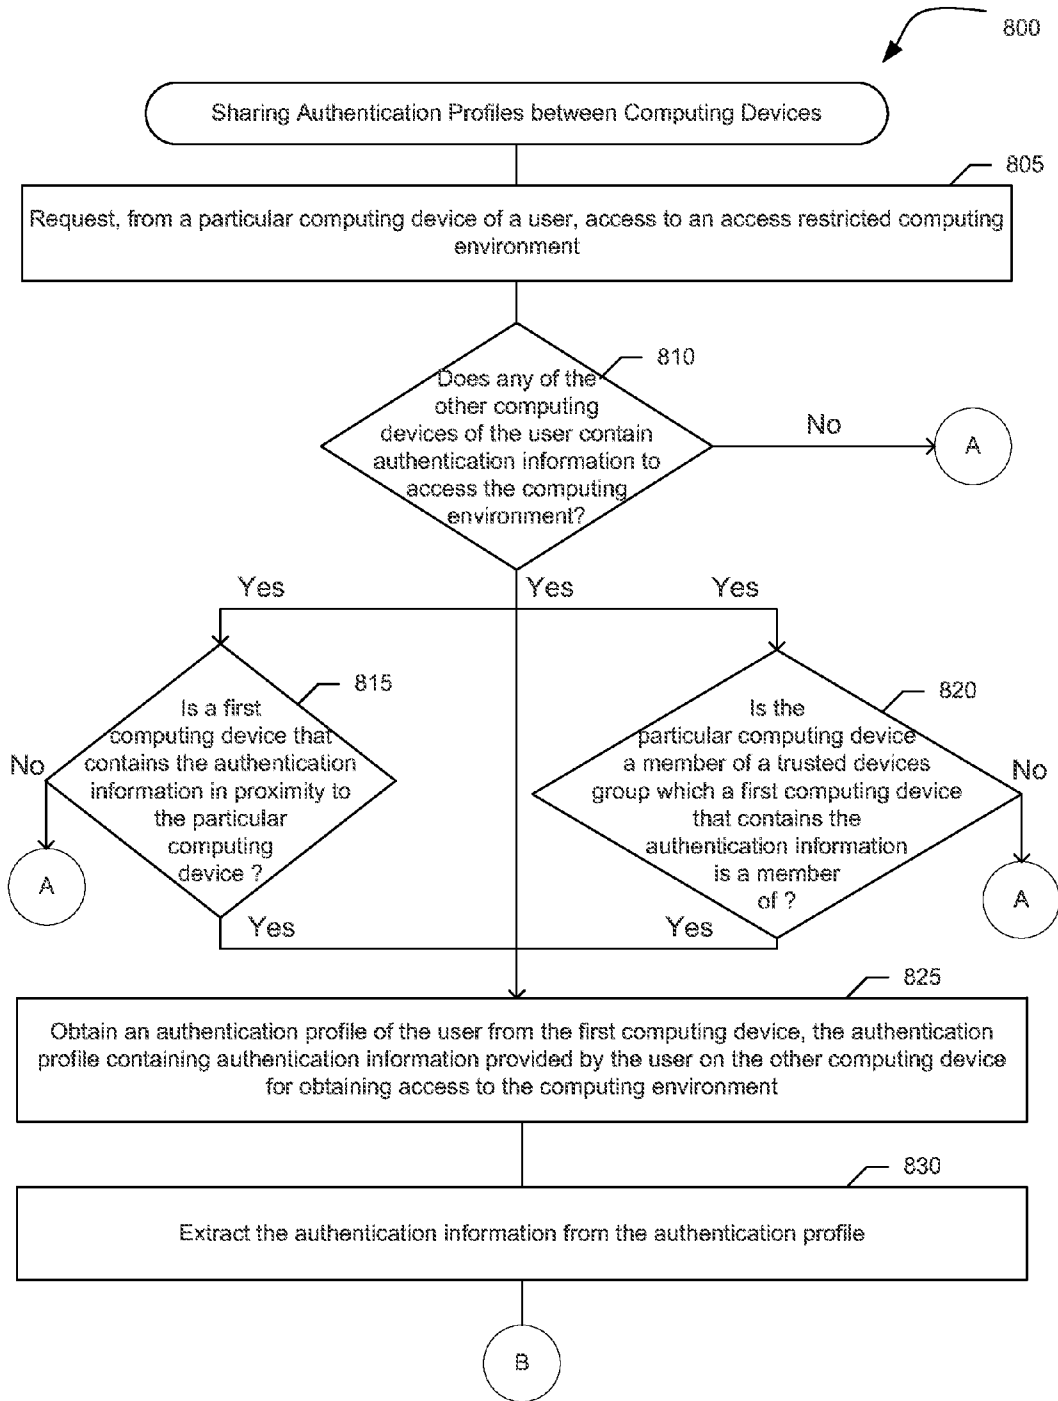 800
Sharing Authentication Profiles between Computing Devices
805
Request, from a particular computing device of a user, access to an access restricted computing
environment
810
Does any of the
other computing
devices of the user contain
authentication information to
access the computing
environment?
No
A
Yes
Yes
Yes
815
Is a first
computing device that
contains the authentication
information in proximity to
the particular
computing
device ?
No
A
Yes
820
Is the
particular computing device
a member of a trusted devices
group which a first computing device
that contains the
authentication information
is a member
of ?
No
A
Yes
825
Obtain an authentication profile of the user from the first computing device, the authentication
profile containing authentication information provided by the user on the other computing device
for obtaining access to the computing environment
830
Extract the authentication information from the authentication profile
B